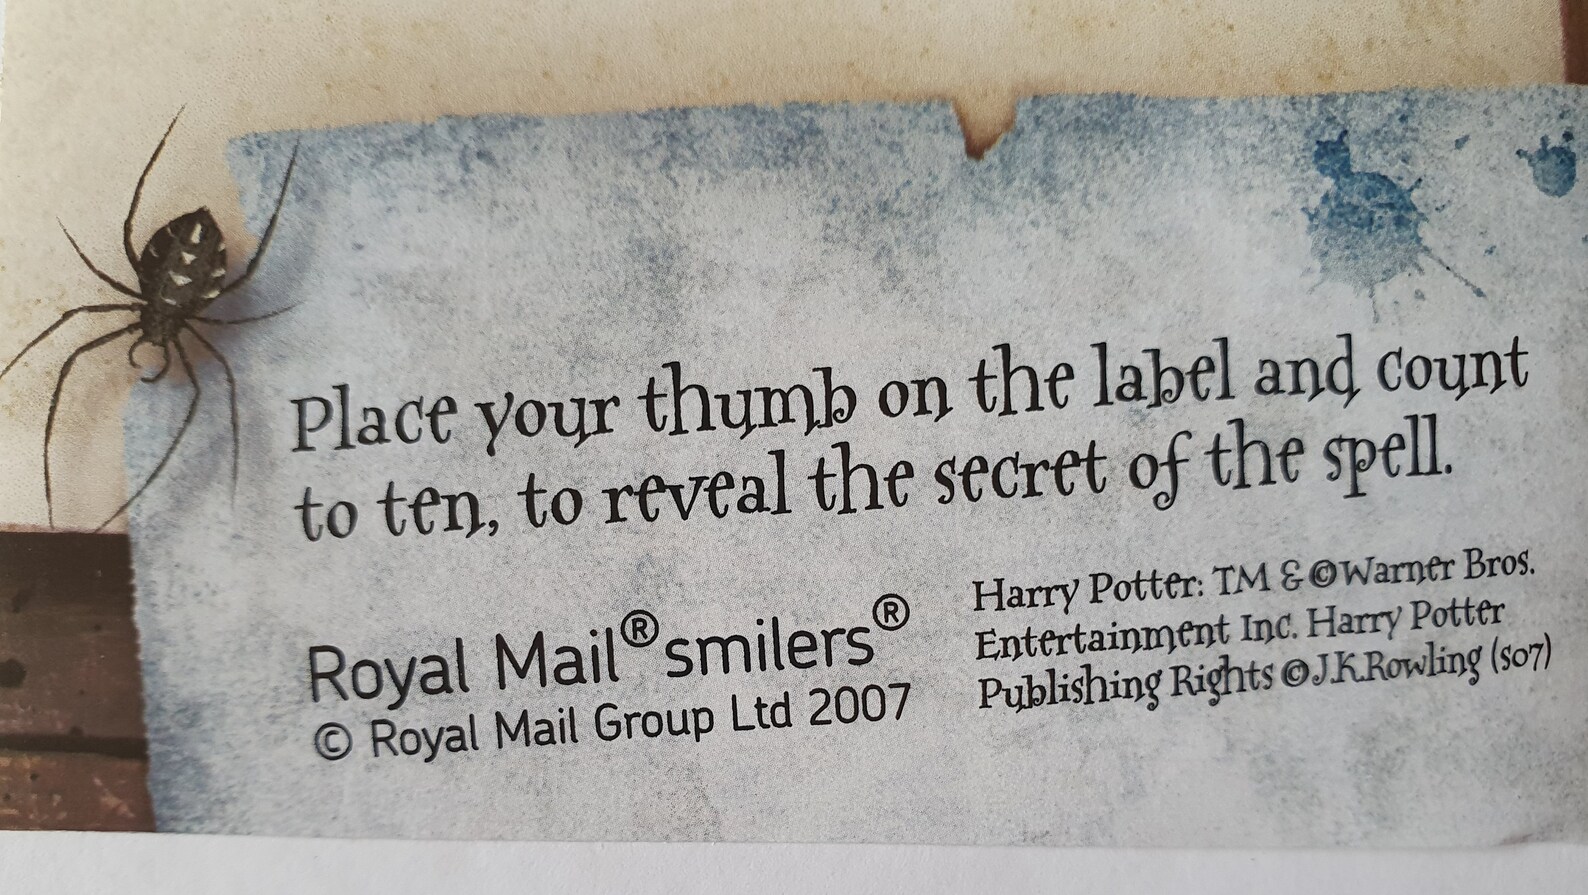 Place your thumb on the label and count
to ten, to reveal the secret of the spell.
Royal Mail® smilers®
© Royal Mail Group Ltd 2007
Harry Potter: TM & © Warner Bros.
Entertainment Inc. Harry Potter
Publishing Rights © J.K.Rowling (s07)